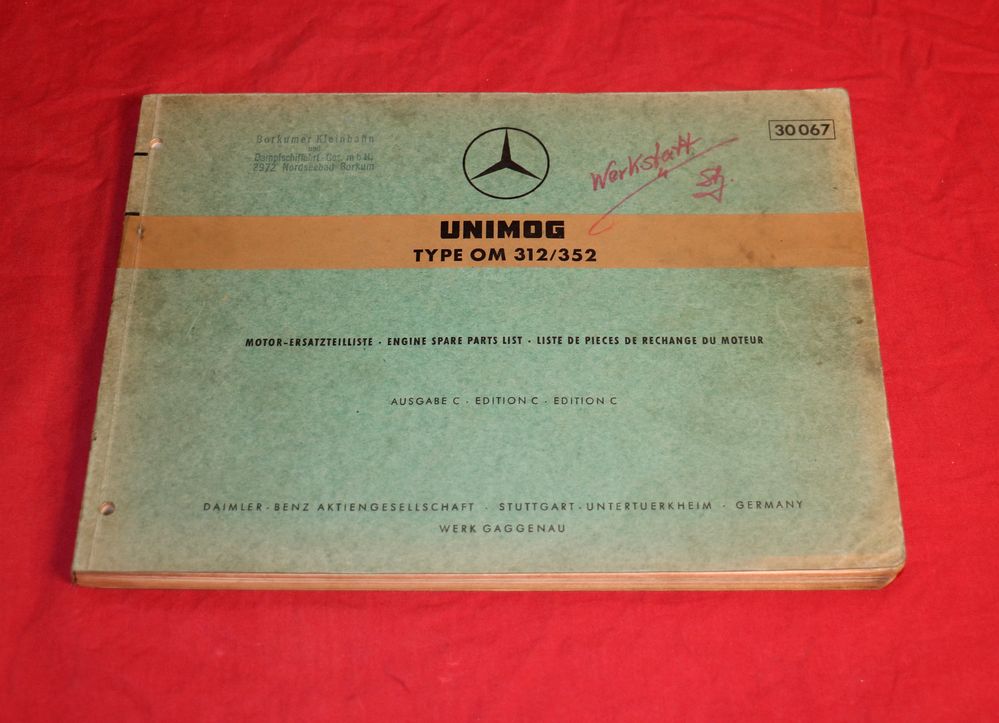 Borkumer Kleinbahn
und
Dampfschiffahrt-Ges. m b H.
2972 Nordseebad Borkum
Werkstatt
30 067
UNIMOG
TYPE OM 312/352
MOTOR-ERSATZTEILLISTE · ENGINE SPARE PARTS LIST · LISTE DE PIECES DE RECHANGE DU MOTEUR
AUSGABE C · EDITION C · EDITION C
DAIMLER-BENZ AKTIENGESELLSCHAFT · STUTTGART-UNTERTUERKHEIM · GERMANY
WERK GAGGENAU